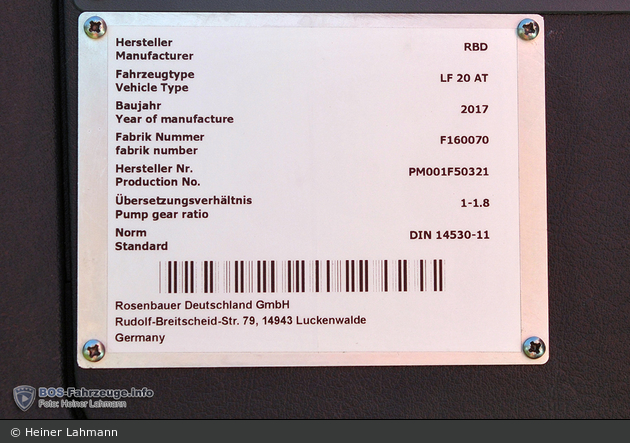 Hersteller
Manufacturer
RBD
Fahrzeugtype
Vehicle Type
LF 20 AT
Baujahr
Year of manufacture
2017
Fabrik Nummer
fabrik number
F160070
Hersteller Nr.
Production No.
PM001F50321
Übersetzungsverhältnis
Pump gear ratio
1-1.8
Norm
Standard
DIN 14530-11
Rosenbauer Deutschland GmbH
Rudolf-Breitscheid-Str. 79, 14943 Luckenwalde
Germany
BOS-Fahrzeuge.info
Foto: Heiner Lahmann
© Heiner Lahmann